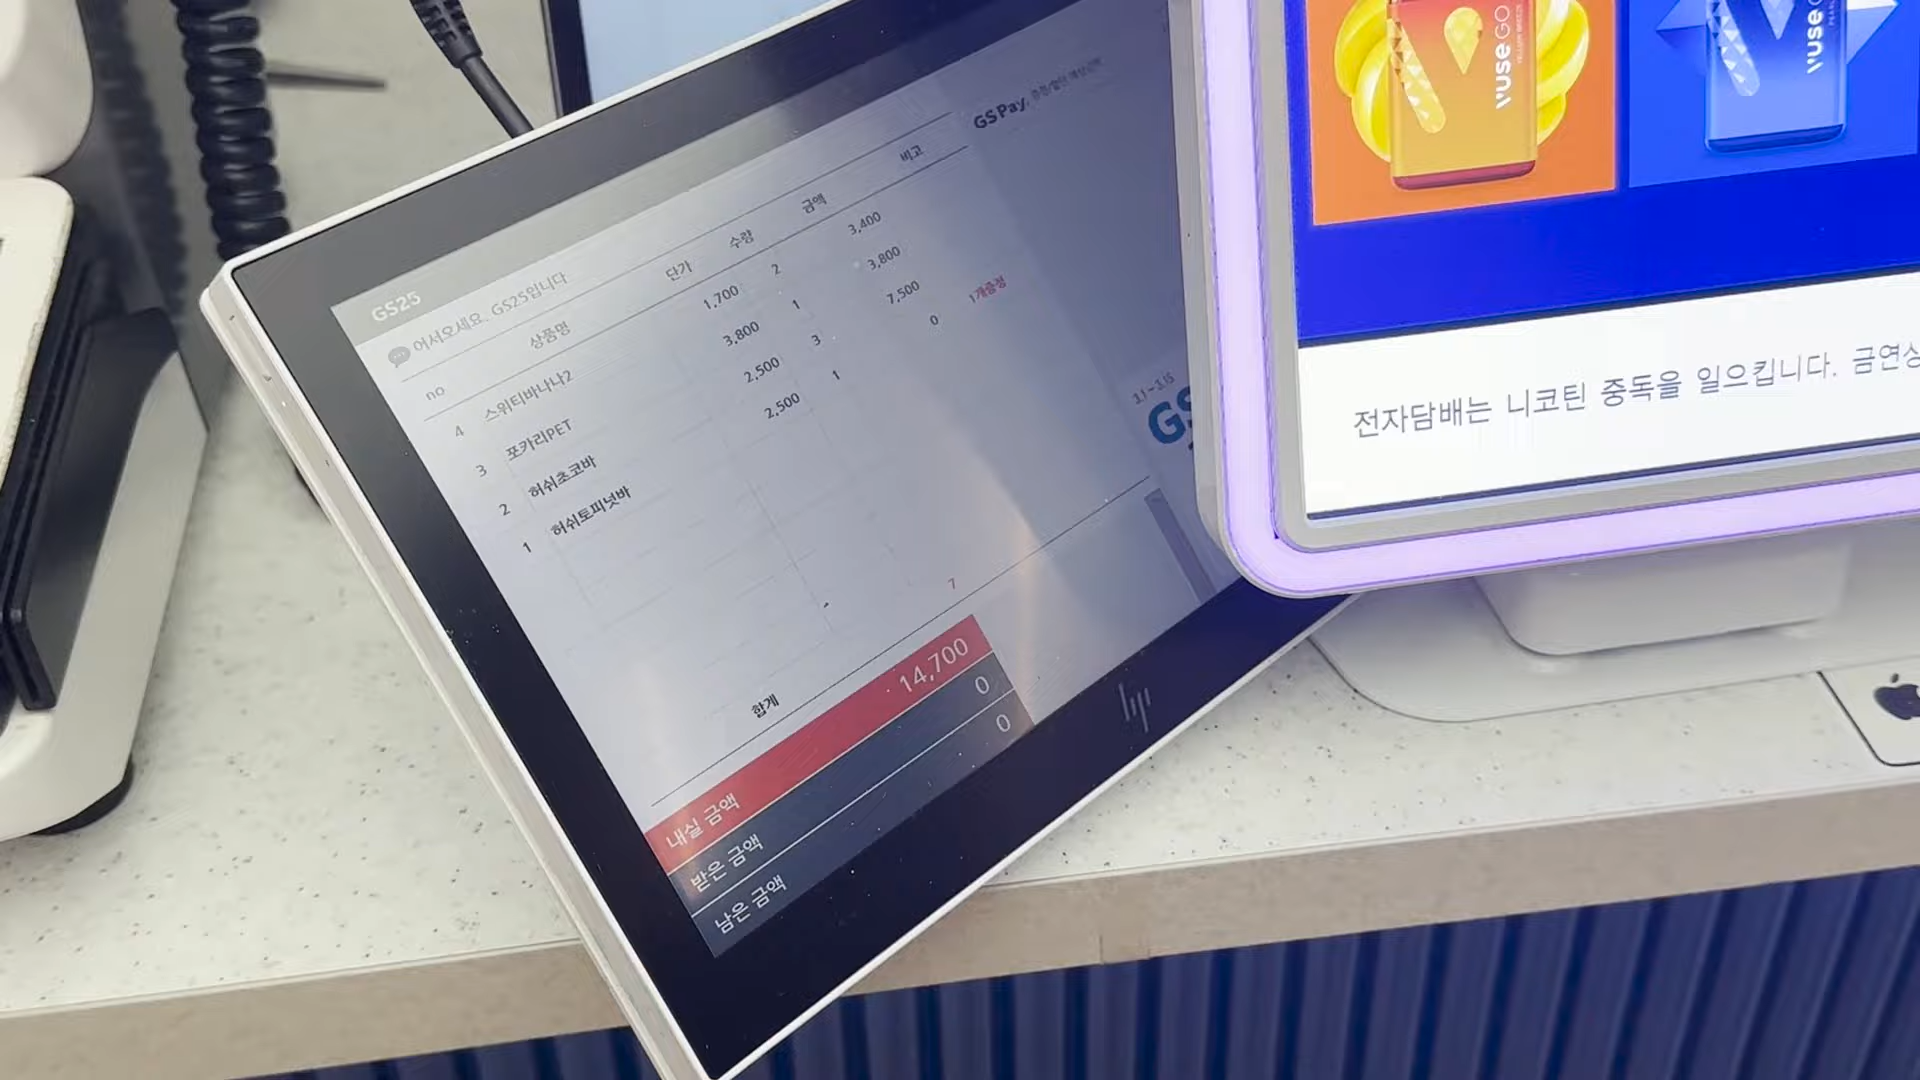 GS25
어서오세요. GS25입니다
no 상품명 단가 수량 금액 비고
4 스위티바나나2 1,700 2 3,400
3 포카리PET 3,800 1 3,800
2 허쉬초코바 2,500 3 7,500
1 허쉬토피넛바 2,500 1 0 1개증정
합계 7
내실 금액 14,700
받은 금액 0
남은 금액 0
GS Pay,
3.1~3.15
GS
hp
vuse GO
vuse
전자담배는 니코틴 중독을 일으킵니다. 금연상